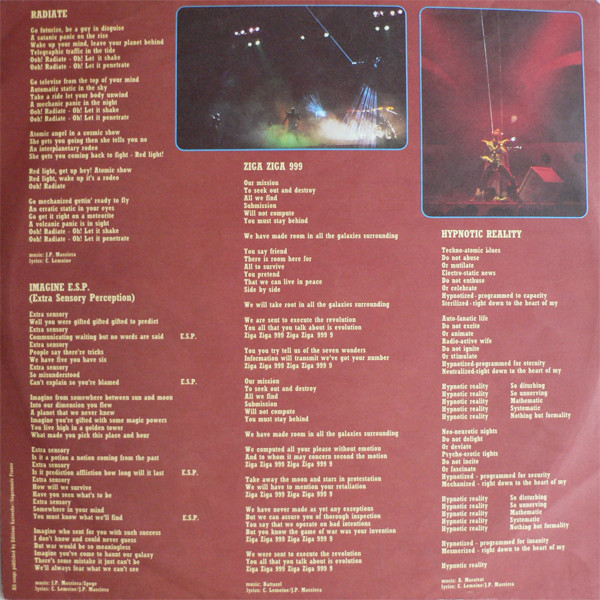 RADIATE
Go futurize, be a guy in disguise
A satanic panic on the rise
Wake up your mind, leave your planet behind
Telegraphic traffic in the tide
Ooh! Radiate - Oh! Let it shake
Ooh! Radiate - Oh! Let it penetrate
Go televize from the top of your mind
Automatic static in the sky
Take a ride let your body unwind
A mechanic panic in the night
Ooh! Radiate - Oh! Let it shake
Ooh! Radiate - Oh! Let it penetrate
Atomic angel in a cosmic show
She gets you going then she tells you no
An interplanetary rodeo
She gets you coming back to fight - Red light!
Red light, get up boy! Atomic show
Red light, wake up it's a rodeo
Ooh! Radiate
Go mechanized gettin' ready to fly
An erratic static in your eyes
Go get it right on a meteorite
A volcanic panic is in sight
Ooh! Radiate - Oh! Let it shake
Ooh! Radiate - Oh! Let it penetrate
music: J.P. Massiera
lyrics: C. Lemoine
IMAGINE E.S.P.
(Extra Sensory Perception)
Extra sensory
Well you were gifted gifted gifted to predict
Extra sensory
Communicating waiting but no words are said E.S.P.
Extra sensory
People say there're tricks
We have five you have six
Extra sensory
So misunderstood
Can't explain so you're blamed E.S.P.
Imagine from somewhere between sun and moon
Into our dimension you flew
A planet that we never knew
Imagine you're gifted with some magic powers
You live high in a golden tower
What made you pick this place and hour
Extra sensory
Is it a potion a notion coming from the past
Extra sensory
Is it prediction affliction how long will it last E.S.P.
Extra sensory
How will we survive
Have you seen what's to be
Extra sensory
Somewhere in your mind
You must know what we'll find E.S.P.
Imagine who sent for you with such success
I don't know and could never guess
But war would be so meaningless
Imagine you've come to haunt our galaxy
There's some mistake it just can't be
We'll always fear what we can't see
music: J.P. Massiera/
lyrics: C. Lemoine/J.P. Massiera
ZIGA ZIGA 999
Our mission
To seek out and destroy
All we find
Submission
Will not compute
You must stay behind
We have made room in all the galaxies surrounding
You say friend
There is room here for
All to survive
You pretend
That we can live in peace
Side by side
We will take root in all the galaxies surrounding
We are sent to execute the revolution
You all that you talk about is evolution
Ziga Ziga 999 Ziga Ziga 999 9
You you try tell us of the seven wonders
Information will transmit we've got your number
Ziga Ziga 999 Ziga Ziga 999 9
Our mission
To seek out and destroy
All we find
Submission
Will not compute
You must stay behind
We have made room in all the galaxies surrounding
We computed all your please without emotion
And to whom it may concern second the motion
Ziga Ziga 999 Ziga Ziga 999 9
Take away the moon and stars in protestation
We will have to mention your retaliation
Ziga Ziga 999 Ziga Ziga 999 9
We have never made as yet any exceptions
But we can assure you of thorough inspection
You say that we operate on bad intentions
But you knew the game of war was your invention
Ziga Ziga 999 Ziga Ziga 999 9
We were sent to execute the revolution
You all that you talk about is evolution
Ziga Ziga 999 Ziga Ziga 999 9
music:
lyrics: C. Lemoine/J.P. Massiera
HYPNOTIC REALITY
Techno-atomic blues
Do not abuse
Or mutilate
Electro-static news
Do not enthuse
Or celebrate
Hypnotized - programmed to capacity
Sterilized - right down to the heart of my
Auto-fanatic life
Do not excite
Or animate
Radio-active wife
Do not ignite
Or stimulate
Hypnotized-programmed for eternity
Neutralized-right down to the heart of my
Hypnotic reality So disturbing
Hypnotic reality So unnerving
Hypnotic reality Mathematic
Hypnotic reality Systematic
Hypnotic reality Nothing but formality
Neo-neurotic nights
Do not delight
Or deviate
Psycho-erotic tights
Do not incite
Or fascinate
Hypnotized - programmed for security
Mechanized - right down to the heart of my
Hypnotic reality So disturbing
Hypnotic reality So unnerving
Hypnotic reality Mathematic
Hypnotic reality Systematic
Hypnotic reality Nothing but formality
Hypnotized - programmed for insanity
Mesmerized - right down to the heart of my
Hypnotic reality
music:
lyrics: C. Lemoine/J.P. Massiera
All songs published by Editions